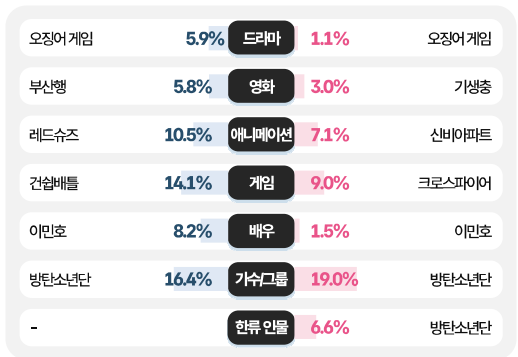 오징어 게임 5.9% 드라마 1.1% 오징어 게임
부산행 5.8% 영화 3.0% 기생충
레드슈즈 10.5% 애니메이션 7.1% 신비아파트
건쉽배틀 14.1% 게임 9.0% 크로스파이어
이민호 8.2% 배우 1.5% 이민호
방탄소년단 16.4% 가수/그룹 19.0% 방탄소년단
- 한류 인물 6.6% 방탄소년단